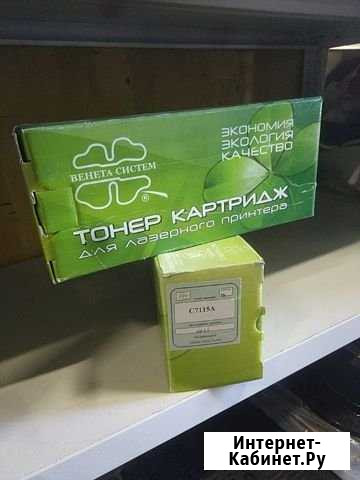 ЭКОНОМИЯ
ЭКОЛОГИЯ
КАЧЕСТВО
ВЕНЕТА СИСТЕМ
®
ТОНЕР КАРТРИДЖ
для лазерного принтера
C7115A
Интернет-
Кабинет.Ру